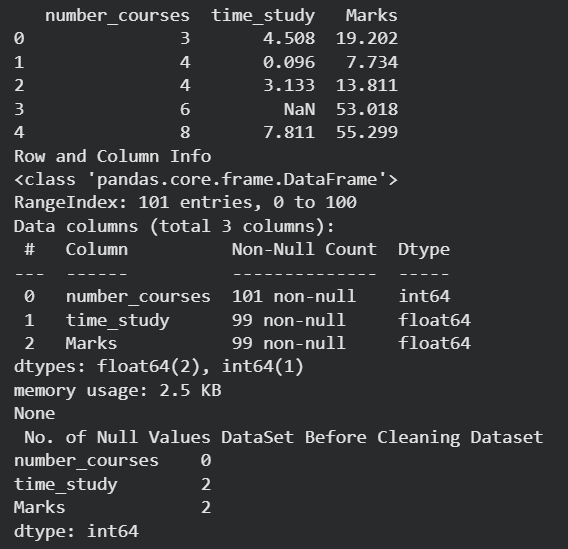 number_courses  time_study   Marks
0               3       4.508  19.202
1               4       0.096   7.734
2               4       3.133  13.811
3               6         NaN  53.018
4               8       7.811  55.299
Row and Column Info
<class 'pandas.core.frame.DataFrame'>
RangeIndex: 101 entries, 0 to 100
Data columns (total 3 columns):
 #   Column          Non-Null Count  Dtype
---  ------          --------------  -----
 0   number_courses  101 non-null    int64
 1   time_study      99 non-null     float64
 2   Marks           99 non-null     float64
dtypes: float64(2), int64(1)
memory usage: 2.5 KB
None
 No. of Null Values DataSet Before Cleaning Dataset
number_courses    0
time_study        2
Marks             2
dtype: int64